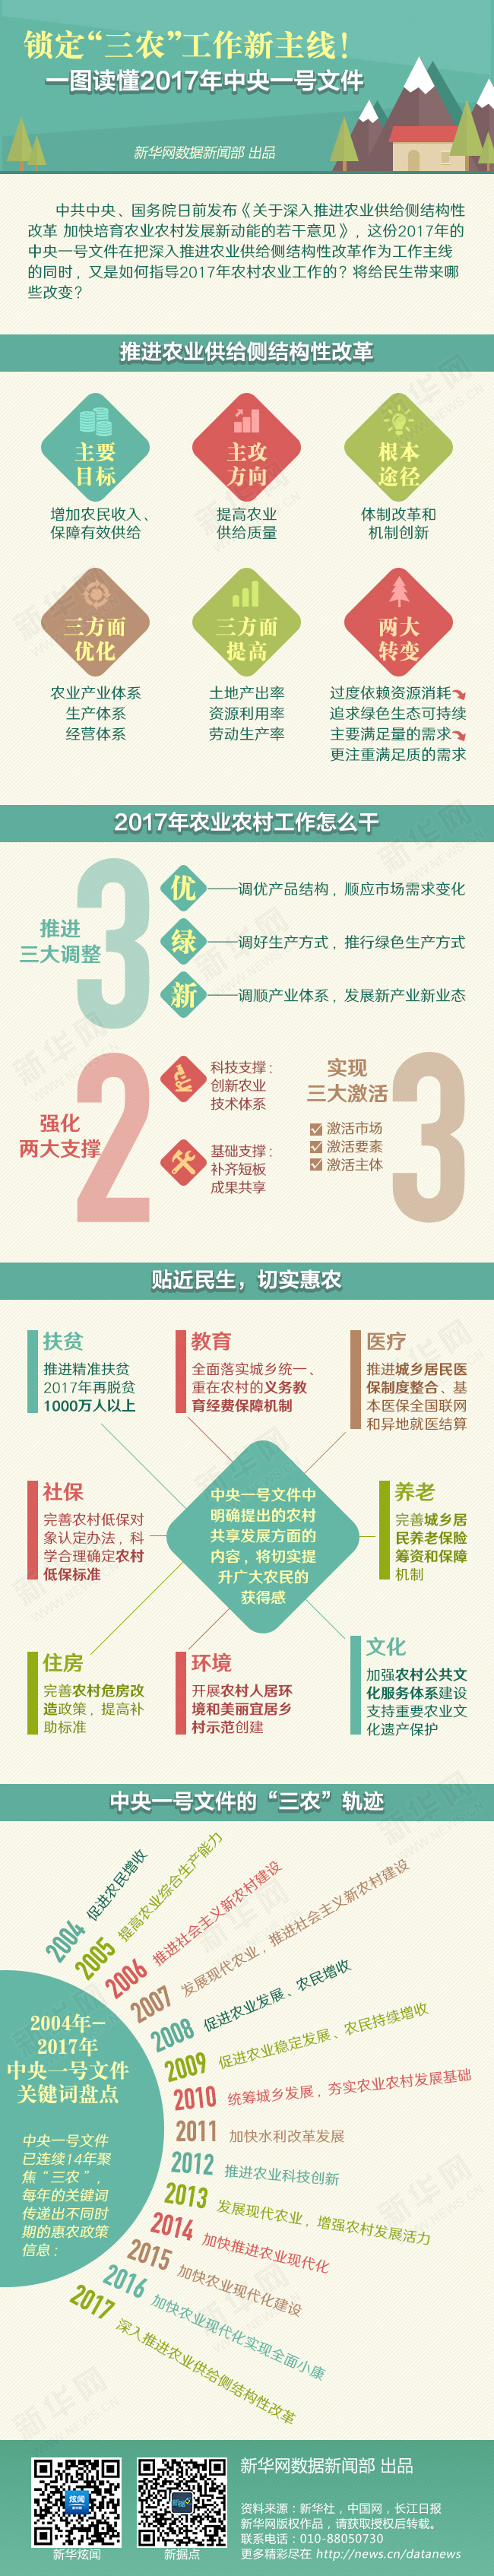 锁定“三农”工作新主线！
一图读懂2017年中央一号文件
新华网数据新闻部 出品
中共中央、国务院日前发布《关于深入推进农业供给侧结构性
改革 加快培育农业农村发展新动能的若干意见》，这份2017年的
中央一号文件在把深入推进农业供给侧结构性改革作为工作主线
的同时，又是如何指导2017年农村农业工作的？将给民生带来哪
些改变？
推进农业供给侧结构性改革
主要
目标
增加农民收入、
保障有效供给
主攻
方向
提高农业
供给质量
根本
途径
体制改革和
机制创新
三方面
优化
农业产业体系
生产体系
经营体系
三方面
提高
土地产出率
资源利用率
劳动生产率
两大
转变
过度依赖资源消耗
追求绿色生态可持续
主要满足量的需求
更注重满足质的需求
2017年农业农村工作怎么干
推进
三大调整
3
优
调优产品结构，顺应市场需求变化
绿
调好生产方式，推行绿色生产方式
新
调顺产业体系，发展新产业新业态
强化
两大支撑
2
科技支撑：
创新农业
技术体系
基础支撑：
补齐短板
成果共享
实现
三大激活
3
激活市场
激活要素
激活主体
贴近民生，切实惠农
扶贫
推进精准扶贫
2017年再脱贫
1000万人以上
教育
全面落实城乡统一、
重在农村的义务教
育经费保障机制
医疗
推进城乡居民医
保制度整合、基
本医保全国联网
和异地就医结算
社保
完善农村低保对
象认定办法，科
学合理确定农村
低保标准
中央一号文件中
明确提出的农村
共享发展方面的
内容，将切实提
升广大农民的
获得感
养老
完善城乡居
民养老保险
筹资和保障
机制
住房
完善农村危房改
造政策，提高补
助标准
环境
开展农村人居环
境和美丽宜居乡
村示范创建
文化
加强农村公共文
化服务体系建设
支持重要农业文
化遗产保护
中央一号文件的“三农”轨迹
2004年-
2017年
中央一号文件
关键词盘点
中央一号文件
已连续14年聚
焦“三农”，
每年的关键词
传递出不同时
期的惠农政策
信息：
2004 促进农民增收
2005 提高农业综合生产能力
2006 推进社会主义新农村建设
2007 发展现代农业，推进社会主义新农村建设
2008 促进农业发展、农民增收
2009 促进农业稳定发展、农民持续增收
2010 统筹城乡发展，夯实农业农村发展基础
2011 加快水利改革发展
2012 推进农业科技创新
2013 发展现代农业，增强农村发展活力
2014 加快推进农业现代化
2015 加快农业现代化建设
2016 加快农业现代化实现全面小康
2017 深入推进农业供给侧结构性改革
炫闻
新华炫闻
新据点
新华网数据新闻部 出品
资料来源：新华社，中国网，长江日报
新华网版权作品，请获取授权后转载。
联系电话：010-88050730
更多精彩尽在 http://news.cn/datanews
新华网
WWW.NEWS.CN